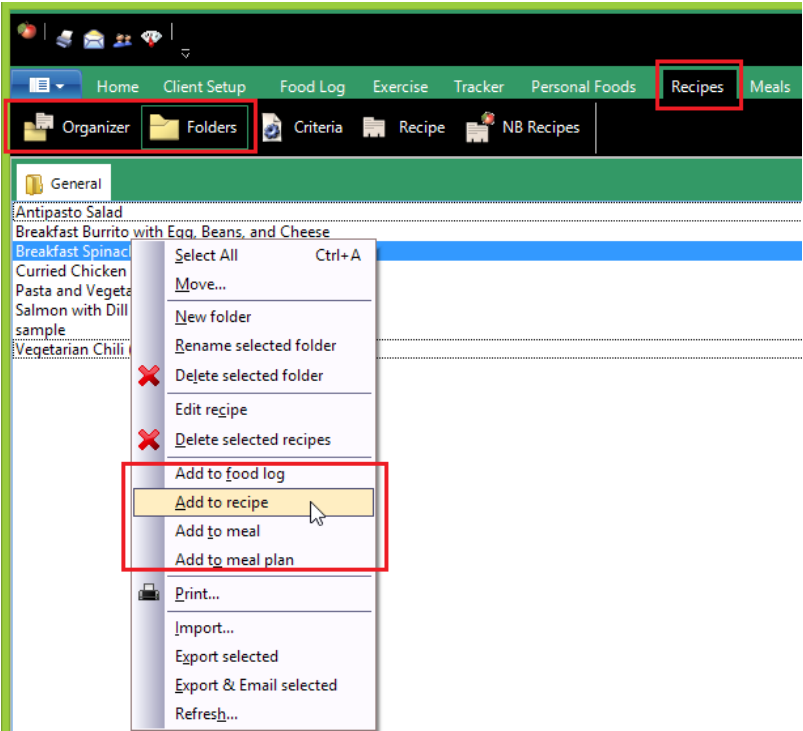 Home Client Setup Food Log Exercise Tracker Personal Foods Recipes Meals
Organizer Folders Criteria Recipe NB Recipes
General
Antipasto Salad
Breakfast Burrito with Egg, Beans, and Cheese
Breakfast Spinac
Curried Chicken
Pasta and Vegeta
Salmon with Dill
sample
Vegetarian Chili (
Select All Ctrl+A
Move...
New folder
Rename selected folder
Delete selected folder
Edit recipe
Delete selected recipes
Add to food log
Add to recipe
Add to meal
Add to meal plan
Print...
Import...
Export selected
Export & Email selected
Refresh...